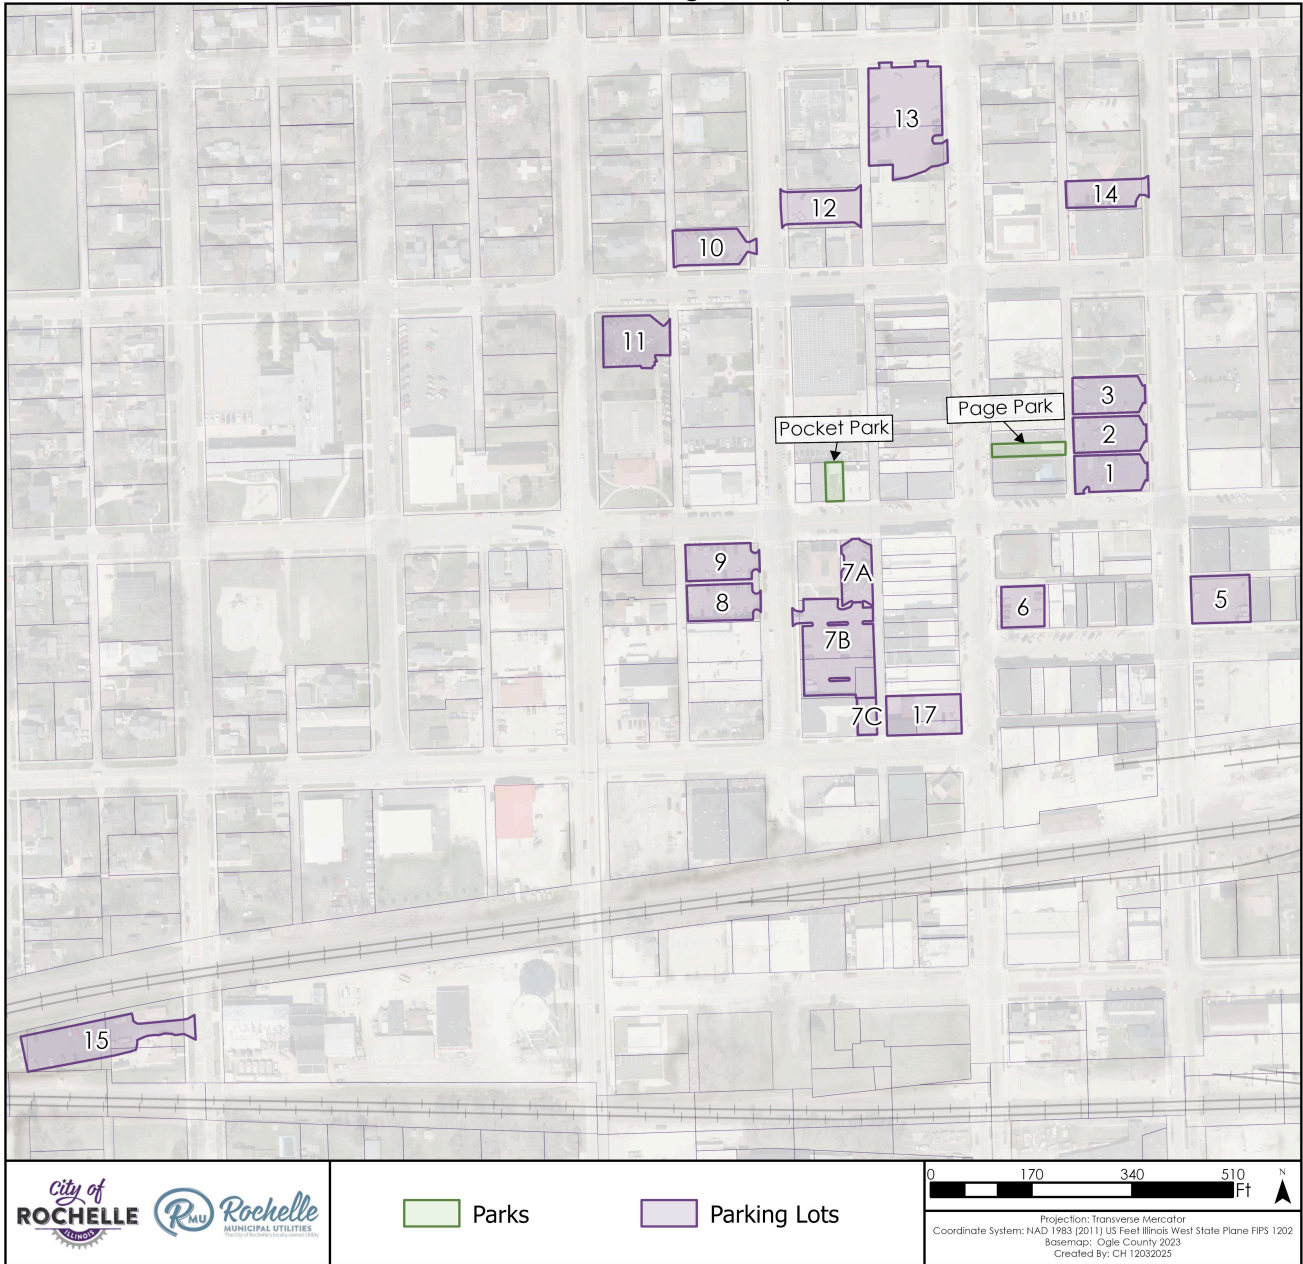 13
14
12
10
11
3
Page Park
Pocket Park
2
1
9
7A
8
6
5
7B
7C
17
15
City of
ROCHELLE
ILLINOIS
RMU
Rochelle
MUNICIPAL UTILITIES
The City of Rochelle's locally-owned Utility
Parks
Parking Lots
0 170 340 510
Ft
N
Projection: Transverse Mercator
Coordinate System: NAD 1983 (2011) US Feet Illinois West State Plane FIPS 1202
Basemap: Ogle County 2023
Created By: CH 12032025